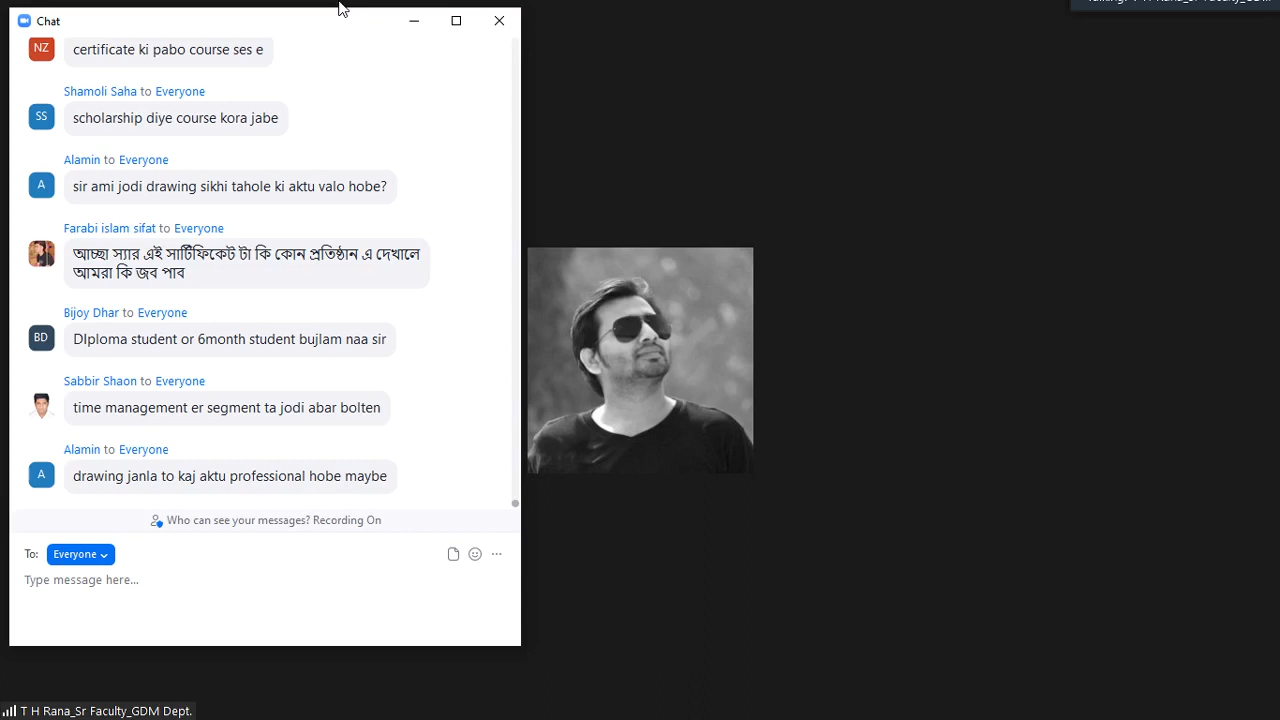 Chat
NZ
certificate ki pabo course ses e
Shamoli Saha to Everyone
SS
scholarship diye course kora jabe
Alamin to Everyone
A
sir ami jodi drawing sikhi tahole ki aktu valo hobe?
Farabi islam sifat to Everyone
আচ্ছা স্যার এই সার্টিফিকেট টা কি কোন প্রতিষ্ঠান এ দেখালে
আমরা কি জব পাব
Bijoy Dhar to Everyone
BD
DIploma student or 6month student bujlam naa sir
Sabbir Shaon to Everyone
time management er segment ta jodi abar bolten
Alamin to Everyone
A
drawing janla to kaj aktu professional hobe maybe
Who can see your messages? Recording On
To: Everyone
Type message here...
T H Rana_Sr Faculty_GDM Dept.